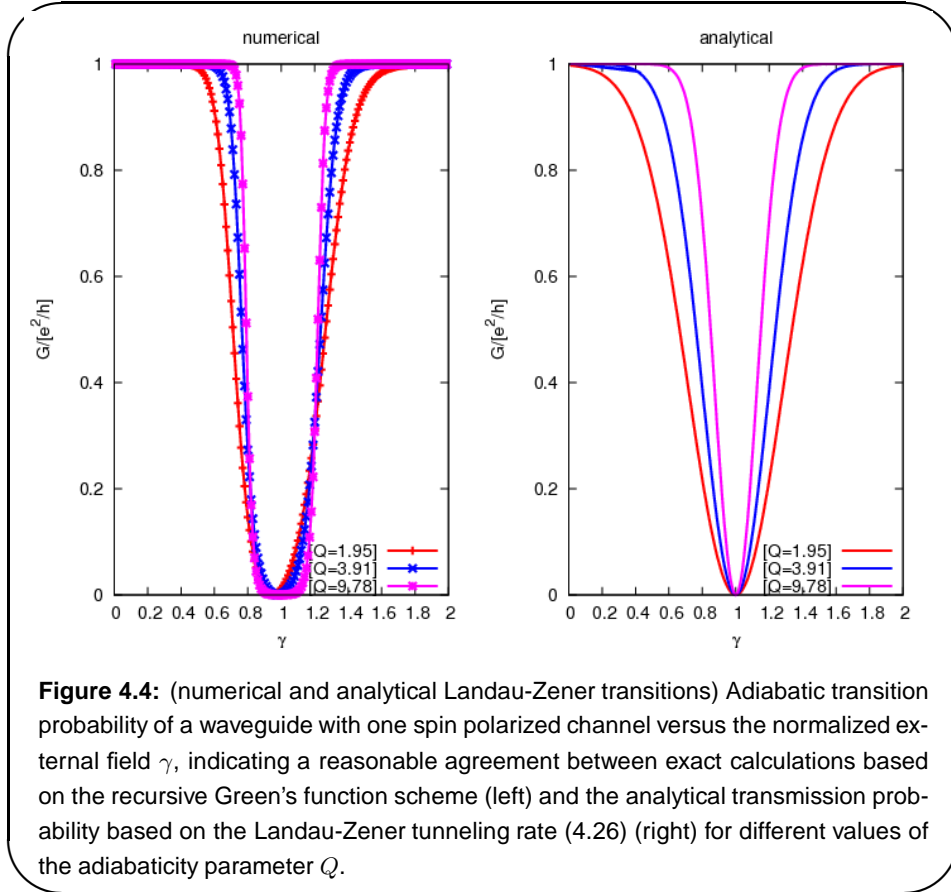 numerical
analytical
1
0.8
0.6
0.4
0.2
0
G/[e²/h]
0 0.2 0.4 0.6 0.8 1 1.2 1.4 1.6 1.8 2
γ
[Q=1.95]
[Q=3.91]
[Q=9.78]
1
0.8
0.6
0.4
0.2
0
G/[e²/h]
0 0.2 0.4 0.6 0.8 1 1.2 1.4 1.6 1.8 2
γ
[Q=1.95]
[Q=3.91]
[Q=9.78]
Figure 4.4: (numerical and analytical Landau-Zener transitions) Adiabatic transition
probability of a waveguide with one spin polarized channel versus the normalized ex-
ternal field γ, indicating a reasonable agreement between exact calculations based
on the recursive Green's function scheme (left) and the analytical transmission prob-
ability based on the Landau-Zener tunneling rate (4.26) (right) for different values of
the adiabaticity parameter Q.